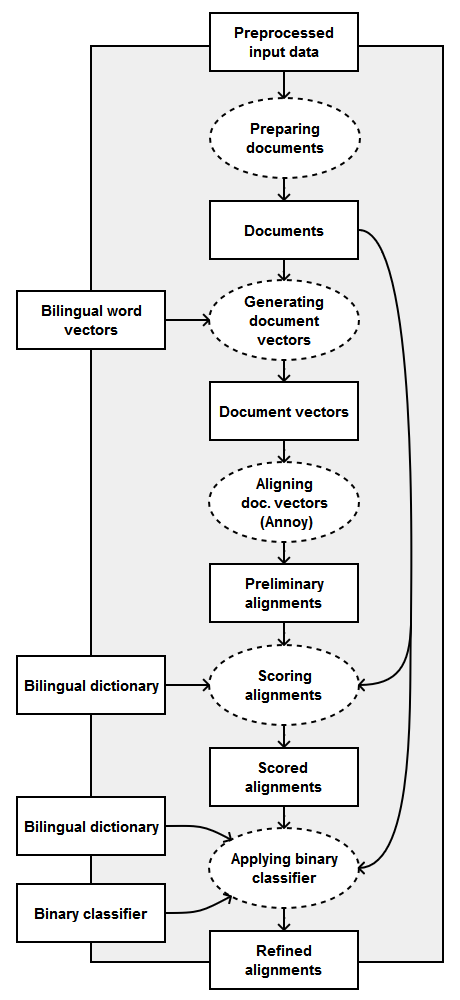 Preprocessed
input data
Preparing
documents
Documents
Bilingual word
vectors
Generating
document
vectors
Document vectors
Aligning
doc. vectors
(Annoy)
Preliminary
alignments
Bilingual dictionary
Scoring
alignments
Scored
alignments
Bilingual dictionary
Applying binary
classifier
Binary classifier
Refined
alignments